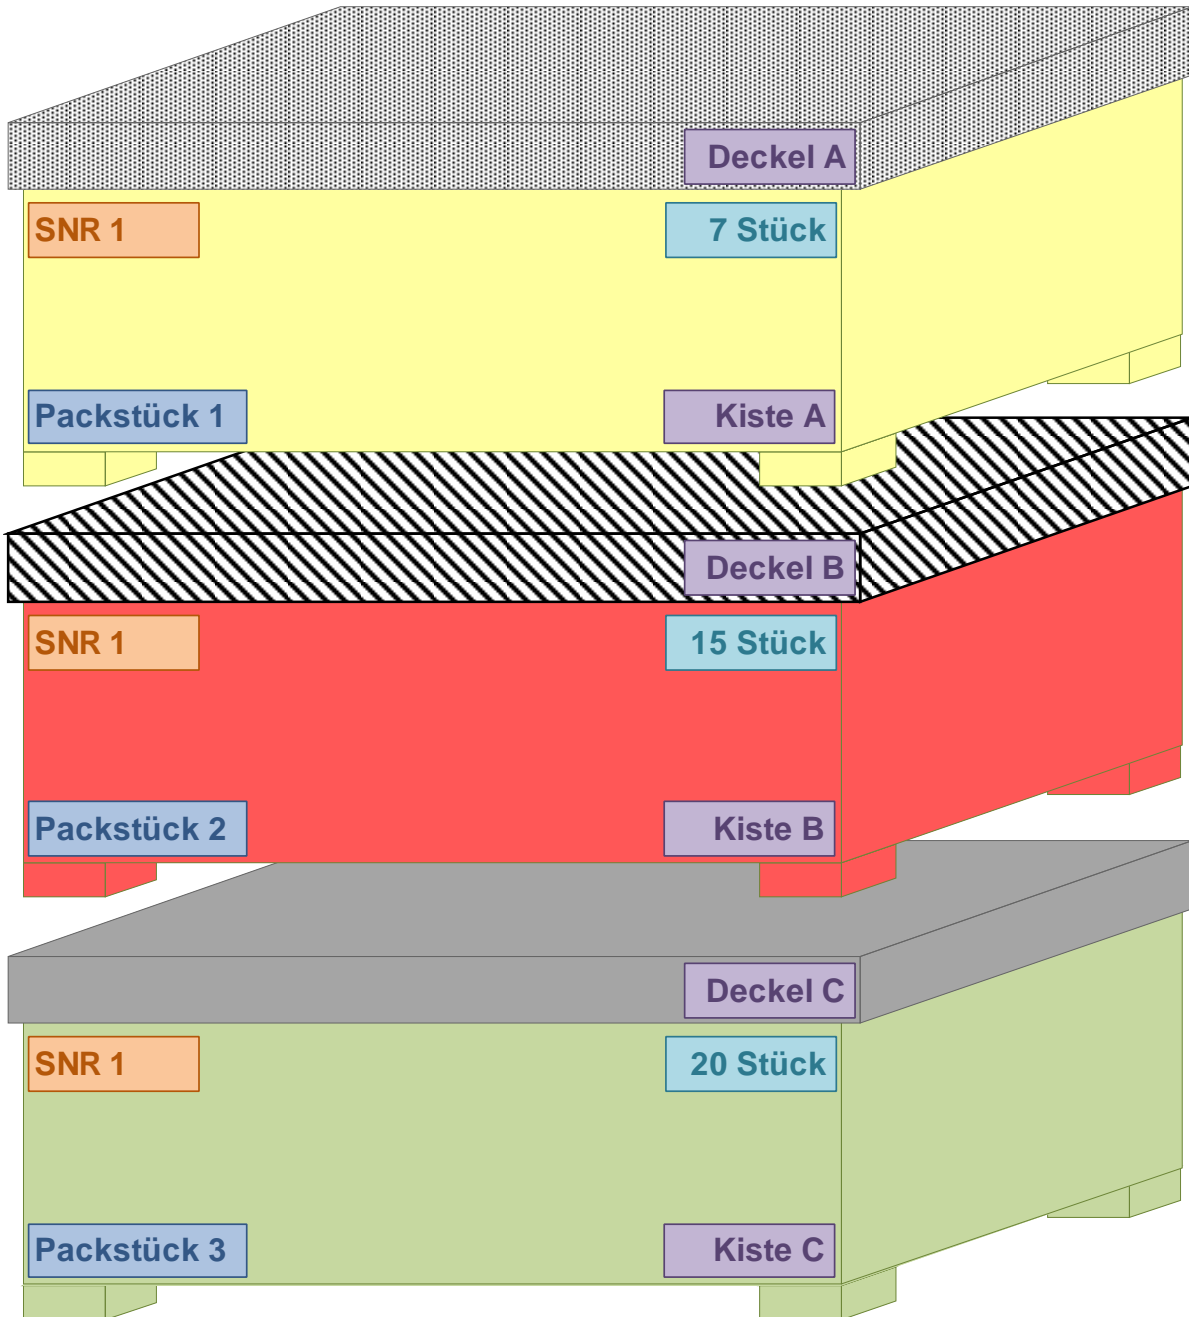 Deckel A
SNR 1
7 Stück
Packstück 1
Kiste A
Deckel B
SNR 1
15 Stück
Packstück 2
Kiste B
Deckel C
SNR 1
20 Stück
Packstück 3
Kiste C